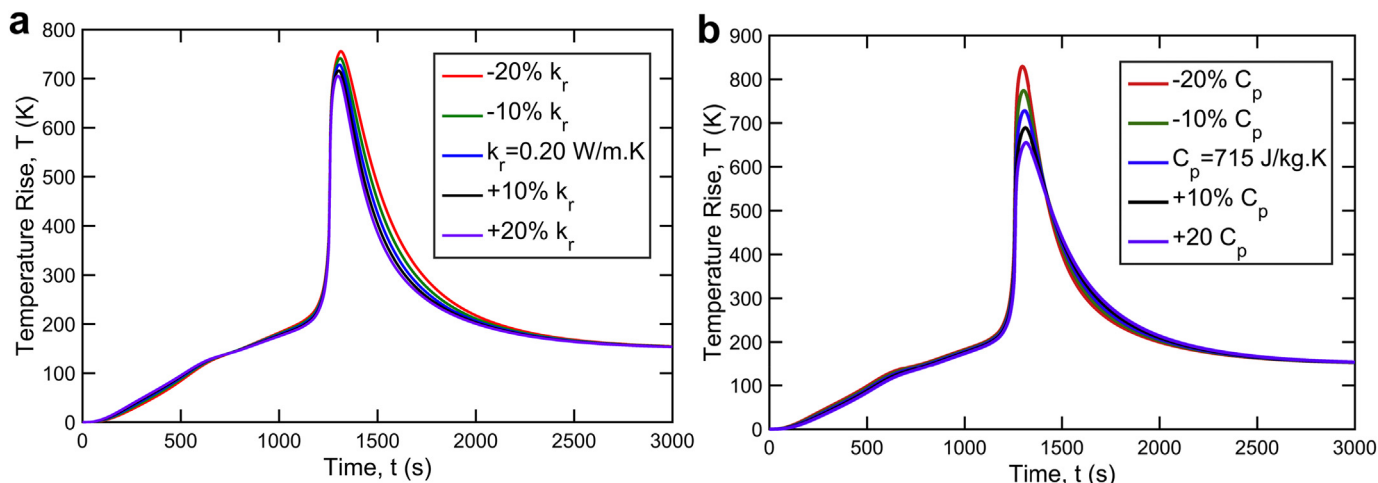 a
800
700
600
500
400
300
200
100
0
Temperature Rise, T (K)
-20% k_r
-10% k_r
k_r=0.20 W/m.K
+10% k_r
+20% k_r
0 500 1000 1500 2000 2500 3000
Time, t (s)
b
900
800
700
600
500
400
300
200
100
0
Temperature Rise, T (K)
-20% C_p
-10% C_p
C_p=715 J/kg.K
+10% C_p
+20 C_p
0 500 1000 1500 2000 2500 3000
Time, t (s)